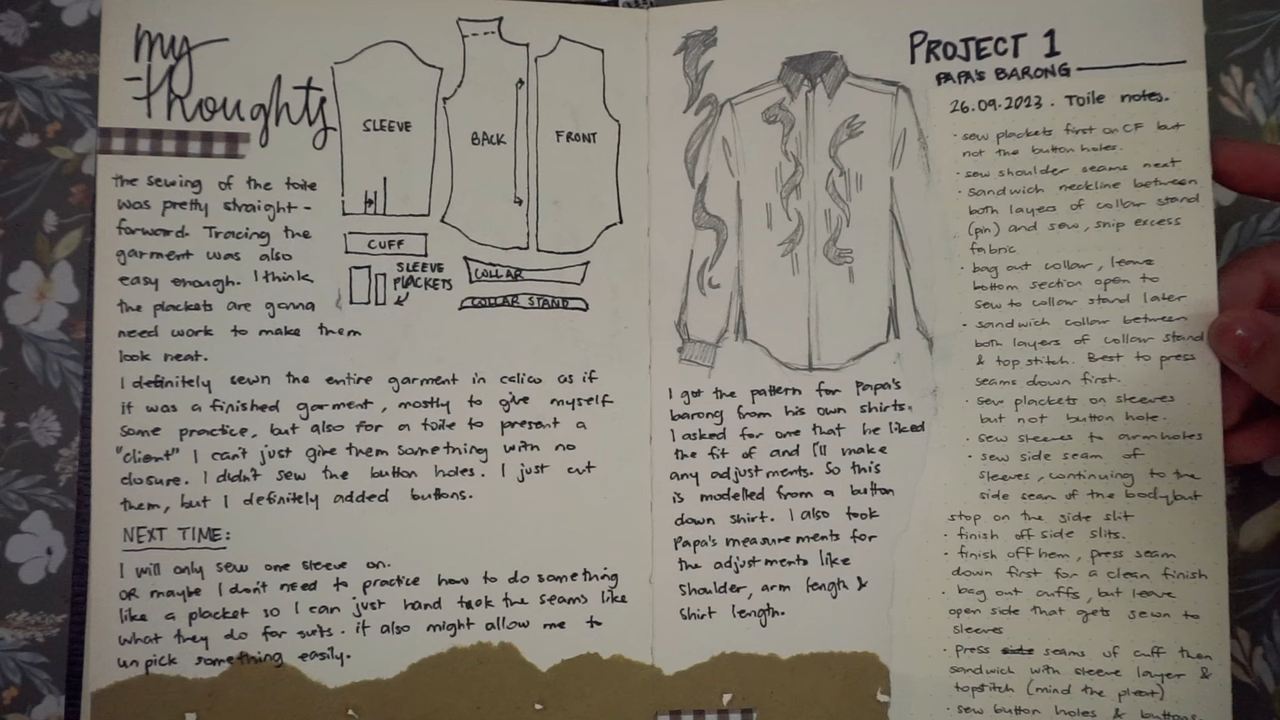 my
thoughts
SLEEVE
BACK
FRONT
CUFF
SLEEVE
PLACKETS
COLLAR
COLLAR STAND
the sewing of the toile
was pretty straight-
forward. Tracing the
garment was also
easy enough. I think
the plackets are gonna
need work to make them
look neat.
I definitely sewn the entire garment in calico as if
it was a finished garment, mostly to give myself
some practice, but also for a toile to present a
"client" I can't just give them something with no
closure. I didn't sew the button holes. I just cut
them, but I definitely added buttons.
NEXT TIME:
I will only sew one sleeve on.
OR maybe I don't need to practice how to do something
like a placket so I can just hand tack the seams like
what they do for suits. it also might allow me to
unpick something easily.
I got the pattern for Papa's
barong from his own shirts.
I asked for one that he liked
the fit of and I'll make
any adjustments. So this
is modelled from a button
down shirt. I also took
Papa's measurements for
the adjustments like
shoulder, arm length &
shirt length.
PROJECT 1
PAPA'S BARONG
26.09.2023. Toile notes.
• sew plackets first on CF but
not the button holes.
• sew shoulder seams next
• sandwich neckline between
both layers of collar stand
(pin) and sew, snip excess
fabric
• bag out collar, leave
bottom section open to
sew to collar stand later
• sandwich collar between
both layers of collar stand
& top stitch. Best to press
seams down first.
• sew plackets on sleeves
but not button hole.
• sew sleeves to armholes
• sew side seam of
sleeves, continuing to the
side seam of the body but
stop on the side slit
• finish off side slits.
• finish off hem, press seam
down first for a clean finish
• bag out cuffs, but leave
open side that gets sewn to
sleeves
• press seams of cuff then
sandwich with sleeve layer &
topstitch (mind the pleat)
• sew button holes & buttons